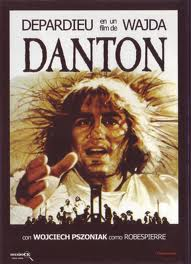 DEPARDIEU en un film de WAJDA
DANTON
con WOJCIECH PSZONIAK como ROBESPIERRE